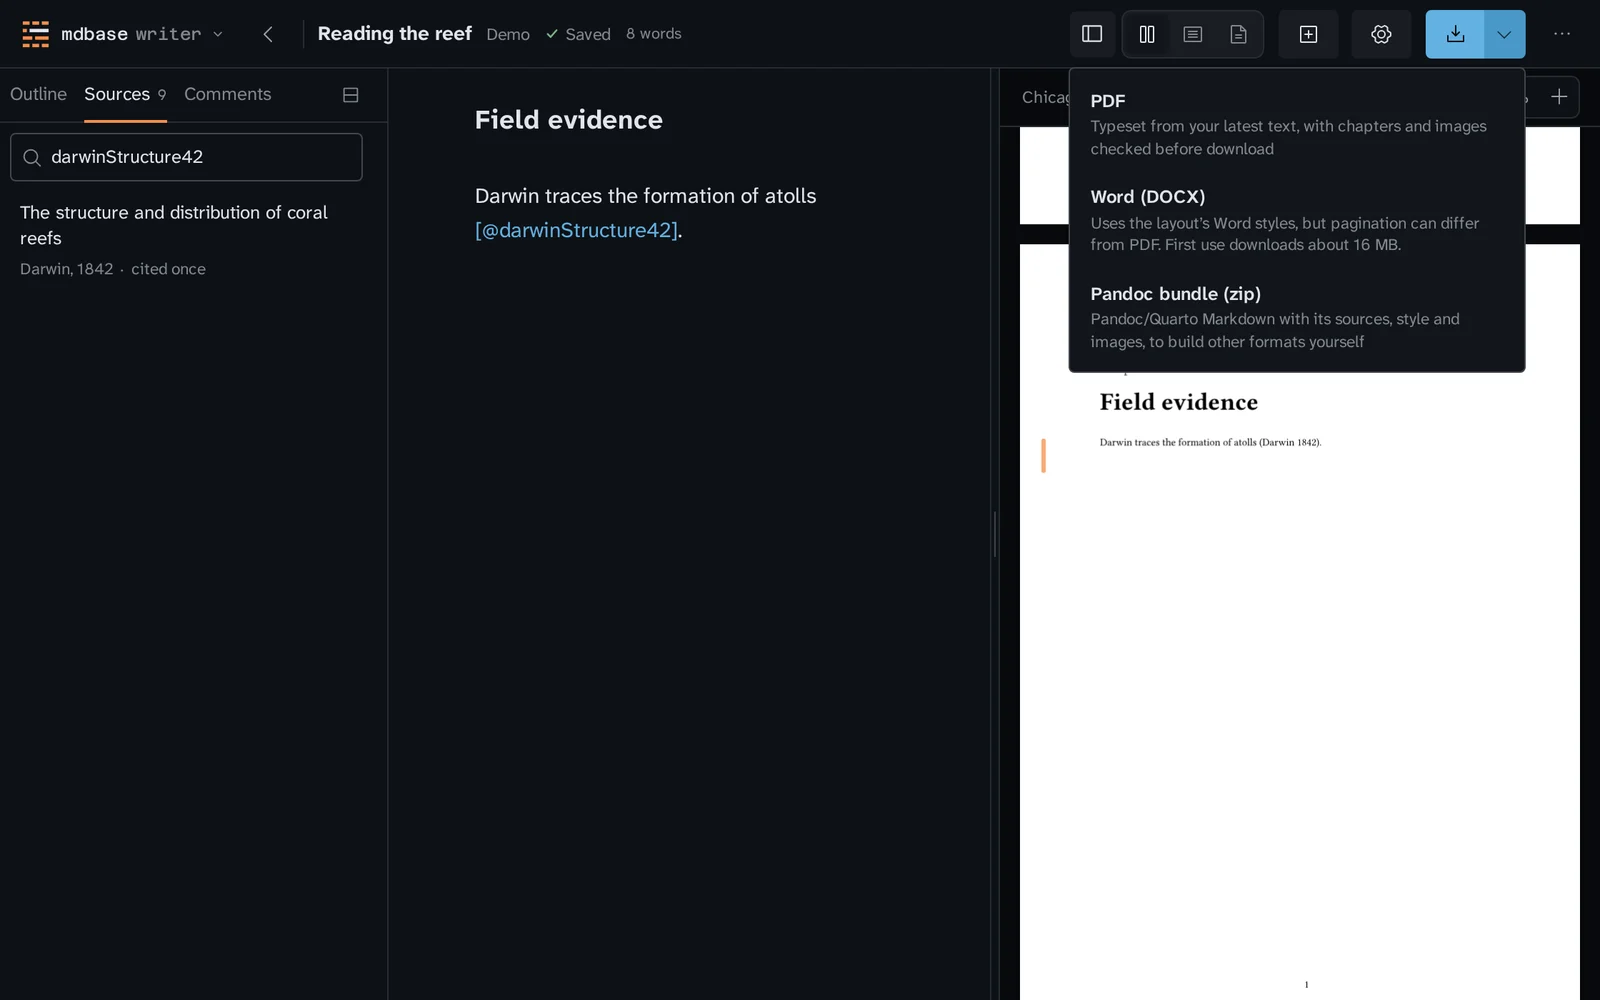 mdbase writer
Reading the reef
Demo
Saved
8 words
Outline
Sources 9
Comments
darwinStructure42
The structure and distribution of coral
reefs
Darwin, 1842 · cited once
Field evidence
Darwin traces the formation of atolls
[@darwinStructure42].
PDF
Typeset from your latest text, with chapters and images
checked before download
Word (DOCX)
Uses the layout’s Word styles, but pagination can differ
from PDF. First use downloads about 16 MB.
Pandoc bundle (zip)
Pandoc/Quarto Markdown with its sources, style and
images, to build other formats yourself
Field evidence
Darwin traces the formation of atolls (Darwin 1842).
1